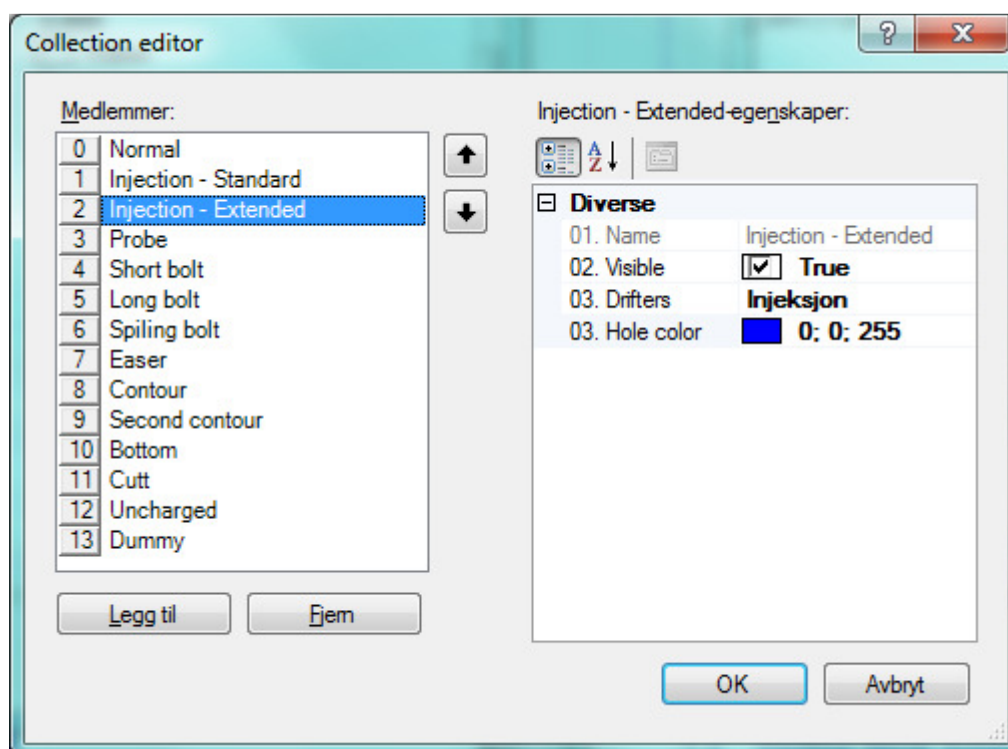 Collection editor
Medlemmer:
0 Normal
1 Injection - Standard
2 Injection - Extended
3 Probe
4 Short bolt
5 Long bolt
6 Spiling bolt
7 Easer
8 Contour
9 Second contour
10 Bottom
11 Cutt
12 Uncharged
13 Dummy
Legg til
Fjern
Injection - Extended-egenskaper:
Diverse
01. Name Injection - Extended
02. Visible True
03. Drifters Injeksjon
03. Hole color 0; 0; 255
OK
Avbryt